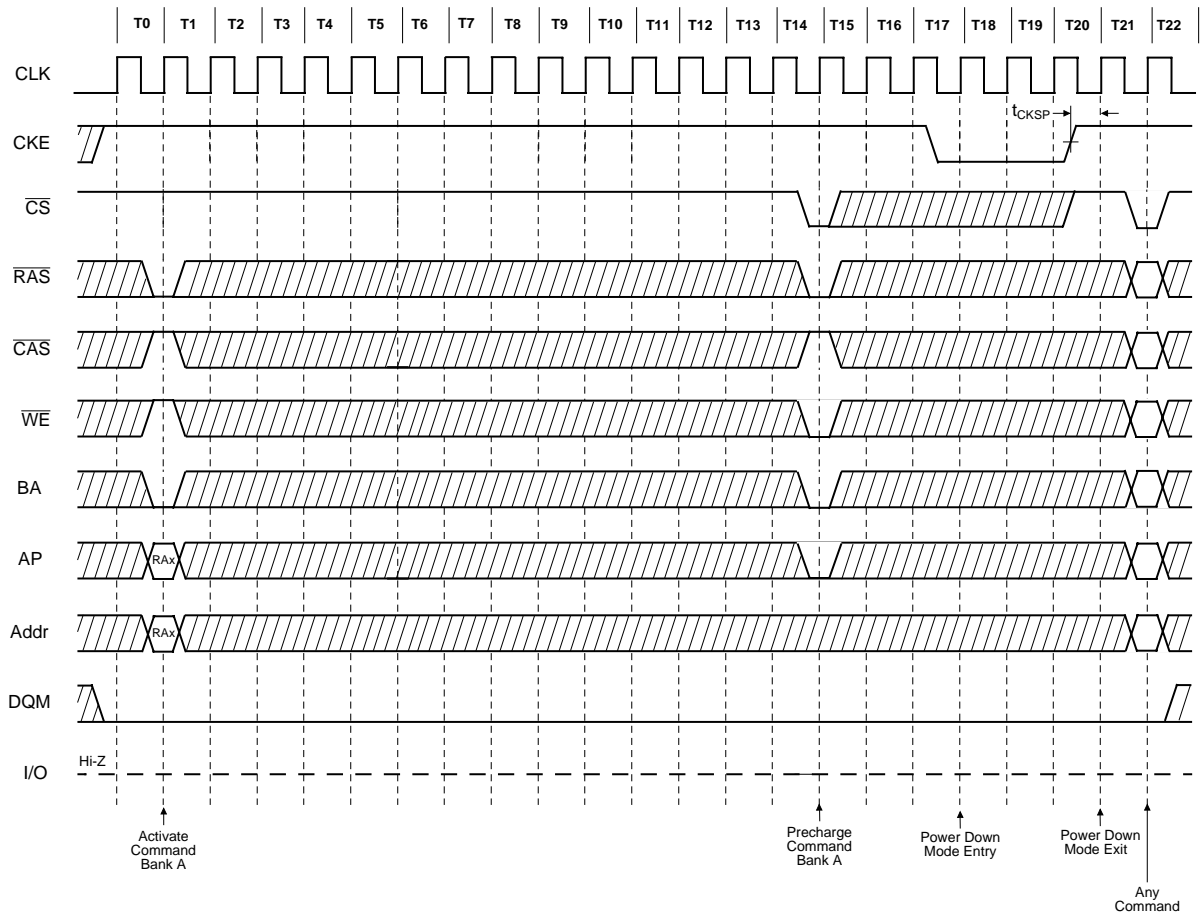 T0 T1 T2 T3 T4 T5 T6 T7 T8 T9 T10 T11 T12 T13 T14 T15 T16 T17 T18 T19 T20 T21 T22
CLK
tCKSP
CKE
CS
RAS
CAS
WE
BA
AP RAx
Addr RAx
DQM
Hi-Z
I/O
Activate
Command
Bank A
Precharge
Command
Bank A
Power Down
Mode Entry
Power Down
Mode Exit
Any
Command